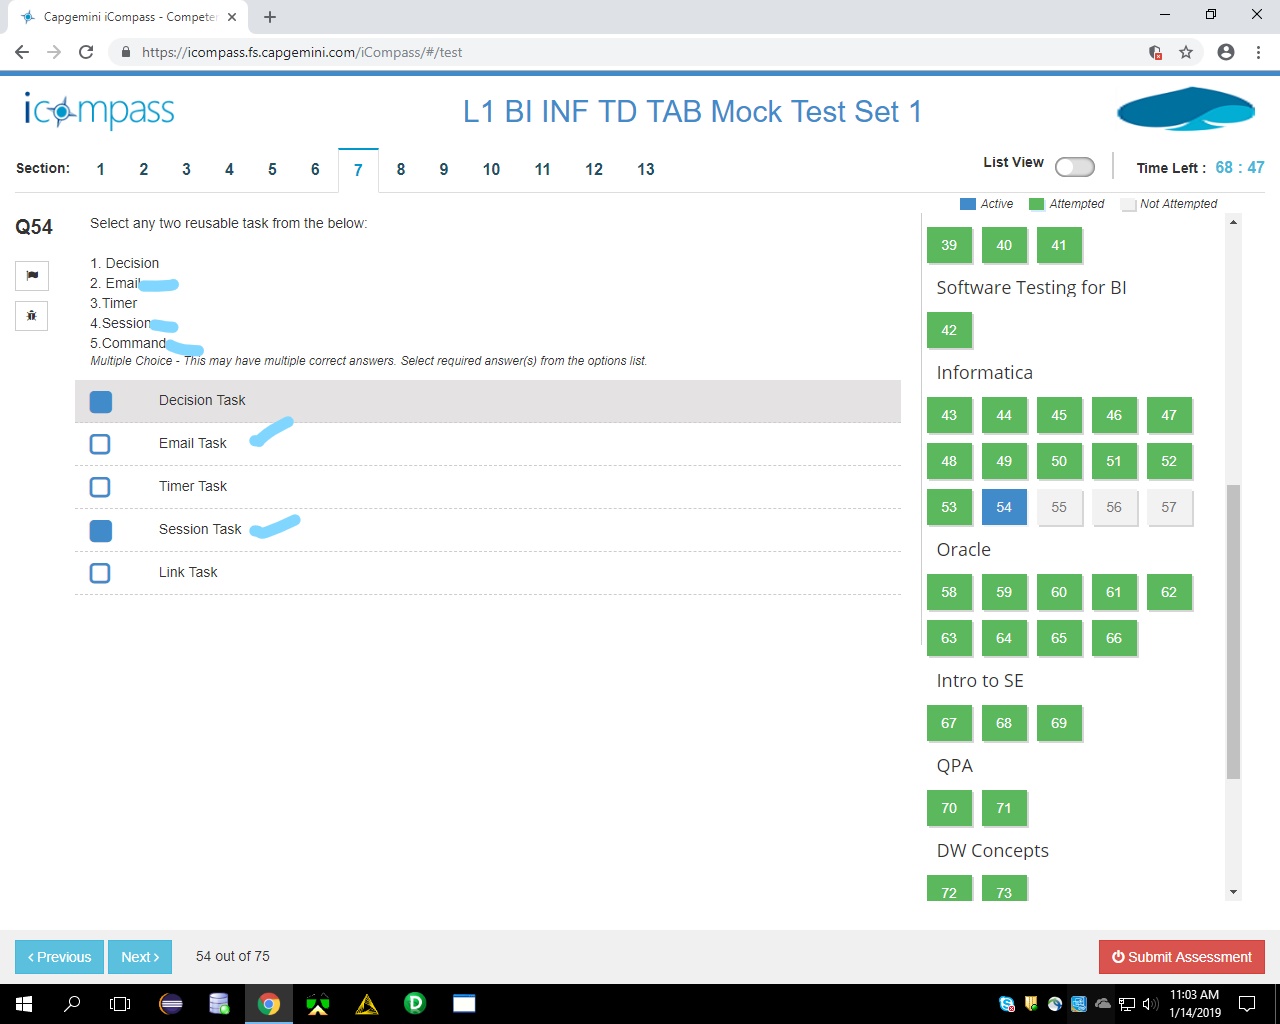 Capgemini iCompass - Competen
https://icompass.fs.capgemini.com/iCompass/#/test
icompass
L1 BI INF TD TAB Mock Test Set 1
Section: 1 2 3 4 5 6 7 8 9 10 11 12 13
List View
Time Left : 68 : 47
Active Attempted Not Attempted
Q54
Select any two reusable task from the below:
1. Decision
2. Email
3.Timer
4.Session
5.Command
Multiple Choice - This may have multiple correct answers. Select required answer(s) from the options list.
Decision Task
Email Task
Timer Task
Session Task
Link Task
39 40 41
Software Testing for BI
42
Informatica
43 44 45 46 47
48 49 50 51 52
53 54 55 56 57
Oracle
58 59 60 61 62
63 64 65 66
Intro to SE
67 68 69
QPA
70 71
DW Concepts
72 73
Previous
Next
54 out of 75
Submit Assessment
11:03 AM
1/14/2019